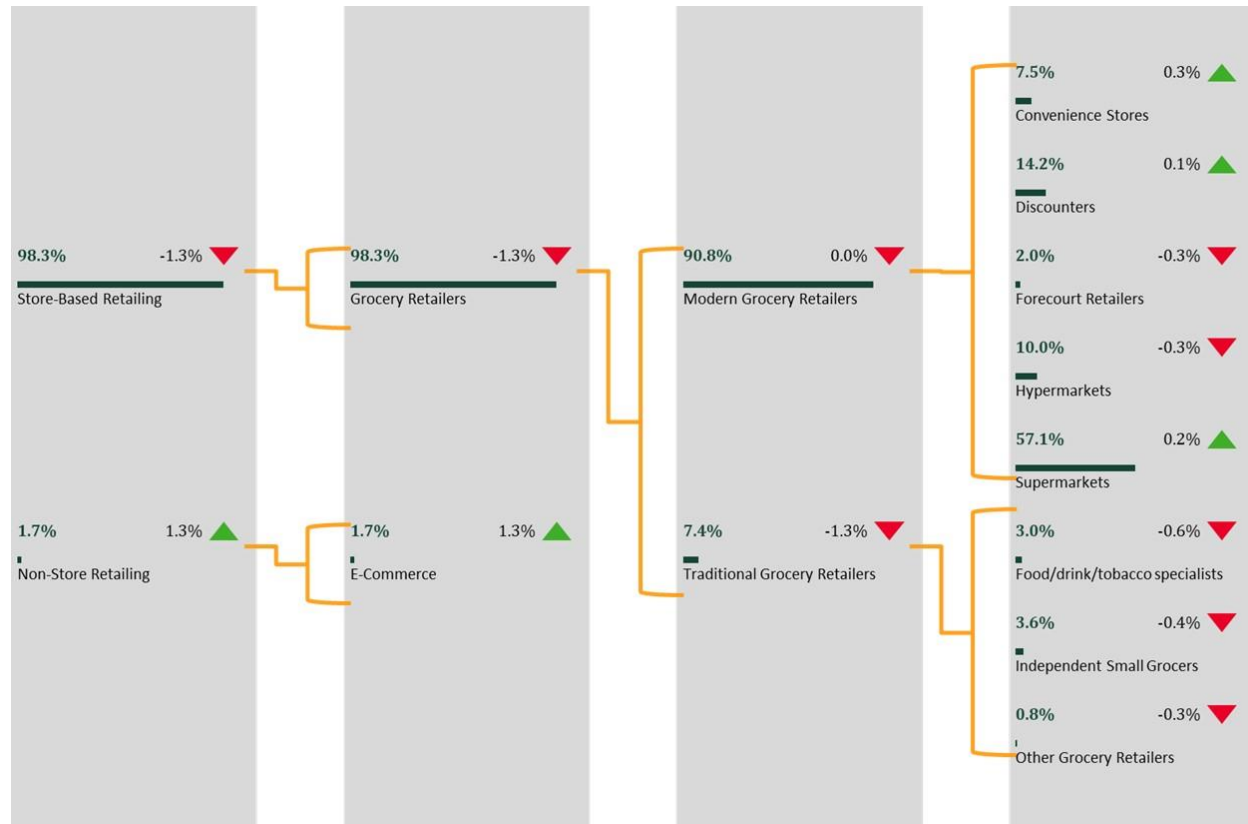 98.3% -1.3%
Store-Based Retailing
1.7% 1.3%
Non-Store Retailing
98.3% -1.3%
Grocery Retailers
1.7% 1.3%
E-Commerce
90.8% 0.0%
Modern Grocery Retailers
7.4% -1.3%
Traditional Grocery Retailers
7.5% 0.3%
Convenience Stores
14.2% 0.1%
Discounters
2.0% -0.3%
Forecourt Retailers
10.0% -0.3%
Hypermarkets
57.1% 0.2%
Supermarkets
3.0% -0.6%
Food/drink/tobacco specialists
3.6% -0.4%
Independent Small Grocers
0.8% -0.3%
Other Grocery Retailers